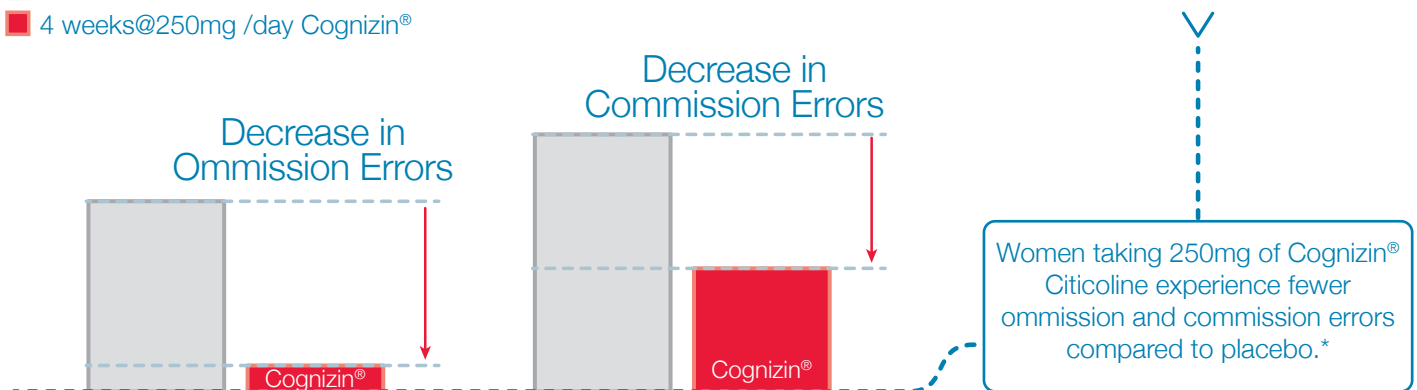 4 weeks@250mg /day Cognizin®
Decrease in
Commission Errors
Decrease in
Ommission Errors
Cognizin®
Cognizin®
Women taking 250mg of Cognizin®
Citicoline experience fewer
ommission and commission errors
compared to placebo.*